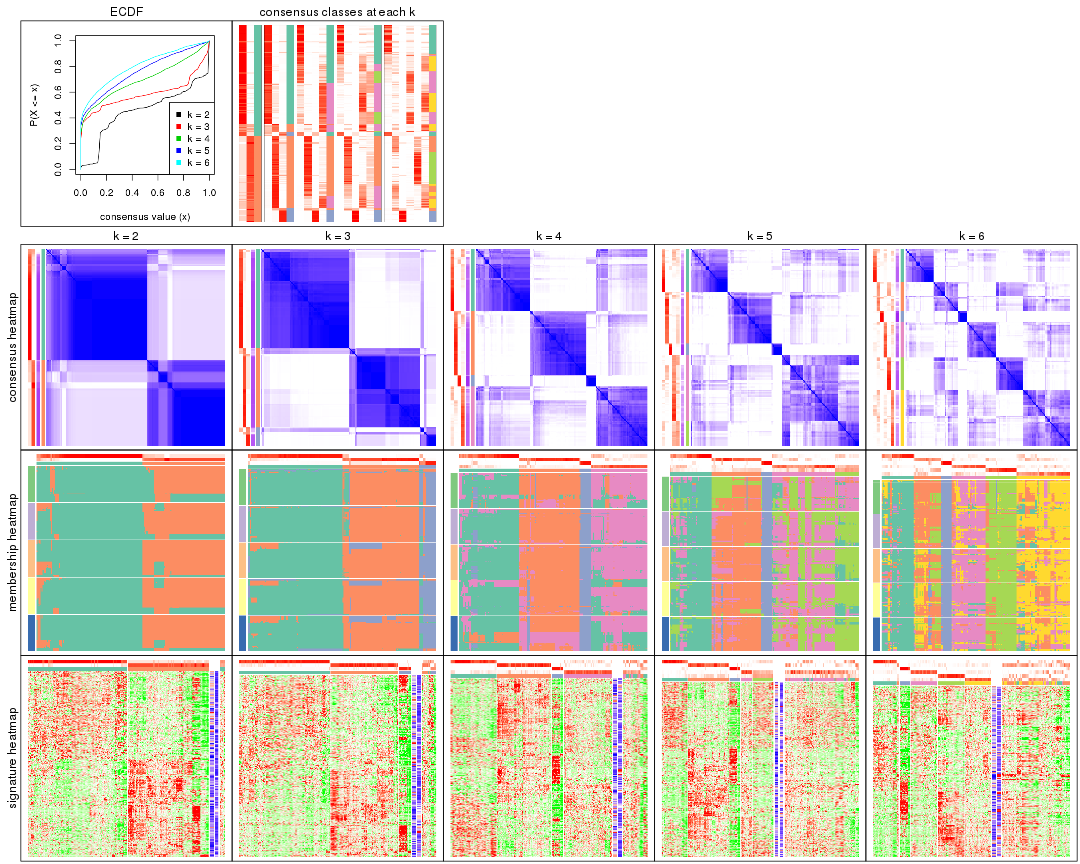 ECDF
consensus classes at each k
P(X <= x)
0.0
0.2
0.4
0.6
0.8
1.0
k = 2
k = 3
k = 4
k = 5
k = 6
0.0 0.2 0.4 0.6 0.8 1.0
consensus value (x)
k = 2
k = 3
k = 4
k = 5
k = 6
consensus heatmap
membership heatmap
signature heatmap